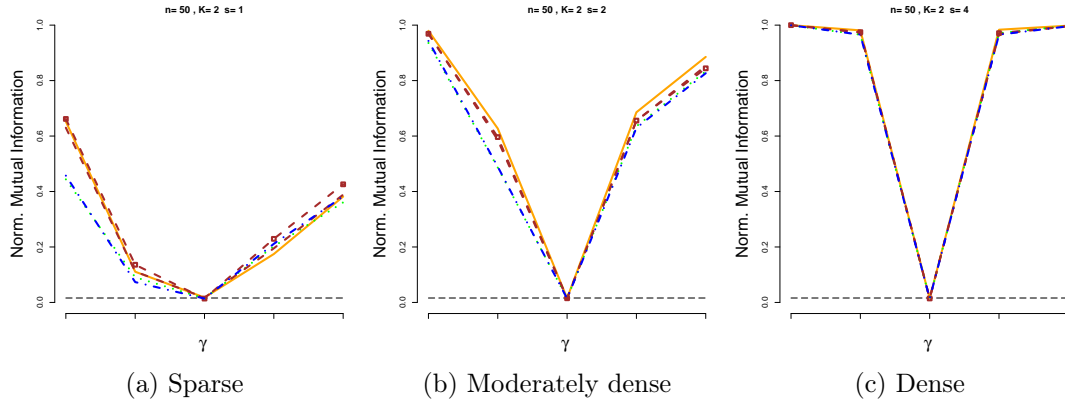 n= 50 , K= 2 s= 1
Norm. Mutual Information
0.0 0.2 0.4 0.6 0.8 1.0
γ
(a) Sparse
n= 50 , K= 2 s= 2
Norm. Mutual Information
0.0 0.2 0.4 0.6 0.8 1.0
γ
(b) Moderately dense
n= 50 , K= 2 s= 4
Norm. Mutual Information
0.0 0.2 0.4 0.6 0.8 1.0
γ
(c) Dense